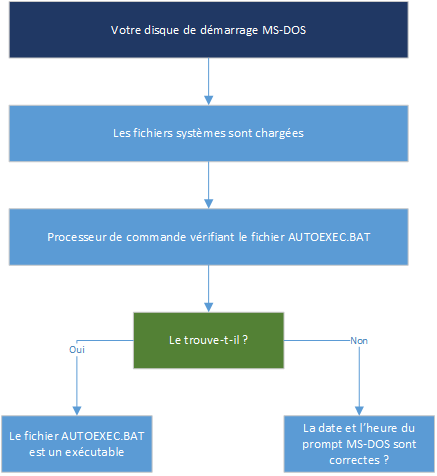 Votre disque de démarrage MS-DOS
Les fichiers systèmes sont chargées
Processeur de commande vérifiant le fichier AUTOEXEC.BAT
Le trouve-t-il ?
Oui
Non
Le fichier AUTOEXEC.BAT
est un exécutable
La date et l'heure du
prompt MS-DOS sont
correctes ?